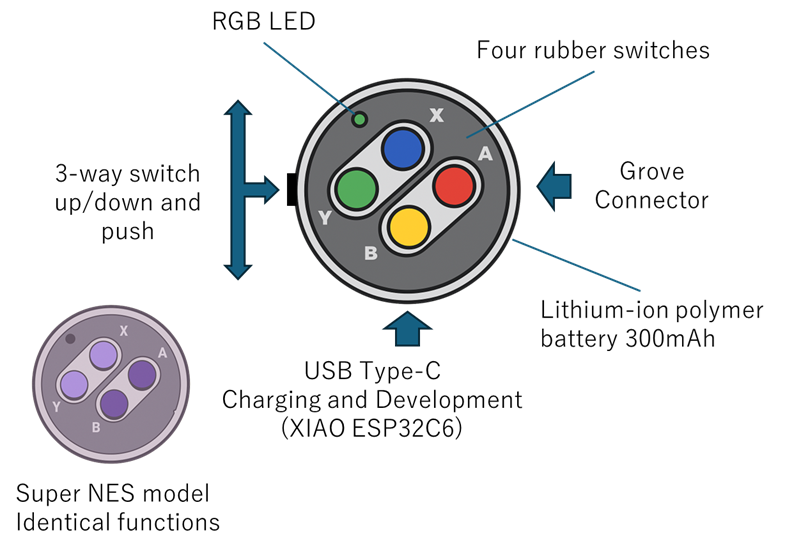 RGB LED
Four rubber switches
X
A
Y
B
3-way switch
up/down and
push
Grove
Connector
Lithium-ion polymer
battery 300mAh
USB Type-C
Charging and Development
(XIAO ESP32C6)
X
A
Y
B
Super NES model
Identical functions